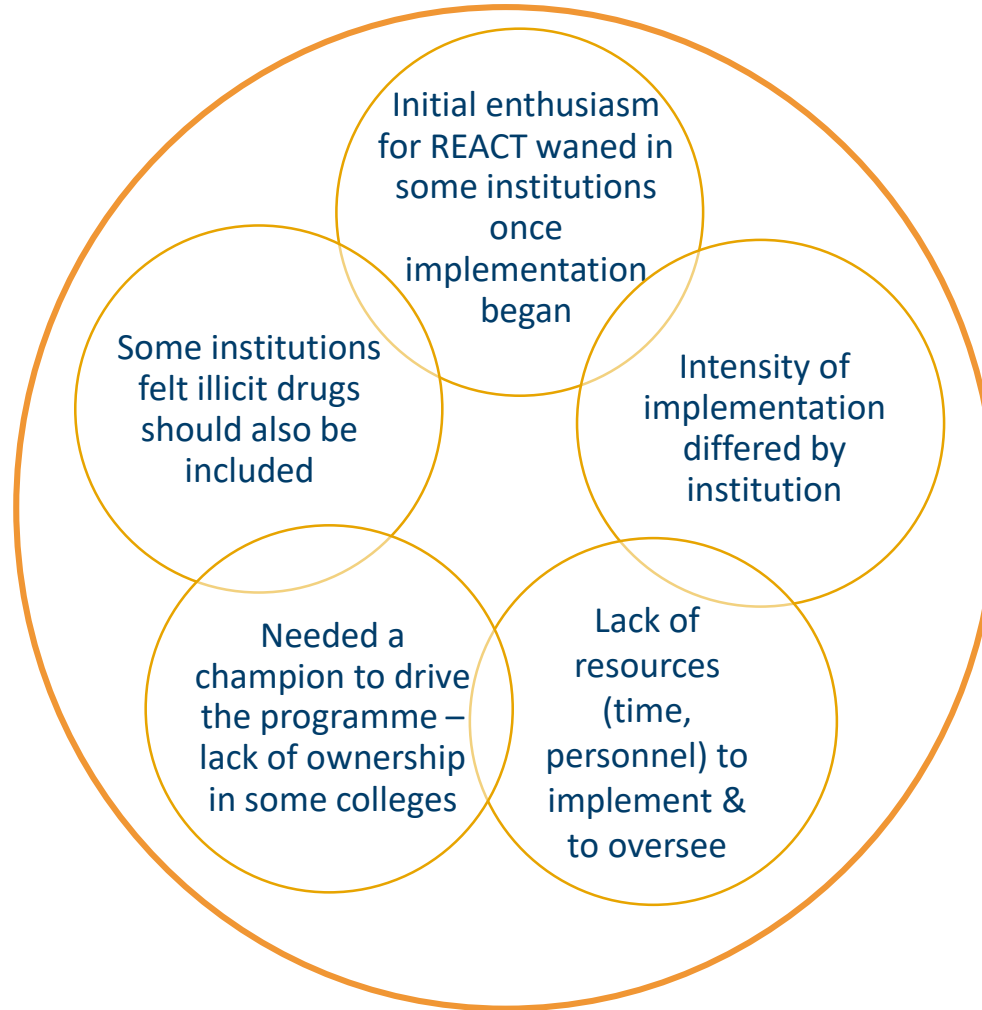 Initial enthusiasm
for REACT waned in
some institutions
once
implementation
began
Intensity of
implementation
differed by
institution
Lack of
resources
(time,
personnel) to
implement &
to oversee
Needed a
champion to drive
the programme –
lack of ownership
in some colleges
Some institutions
felt illicit drugs
should also be
included